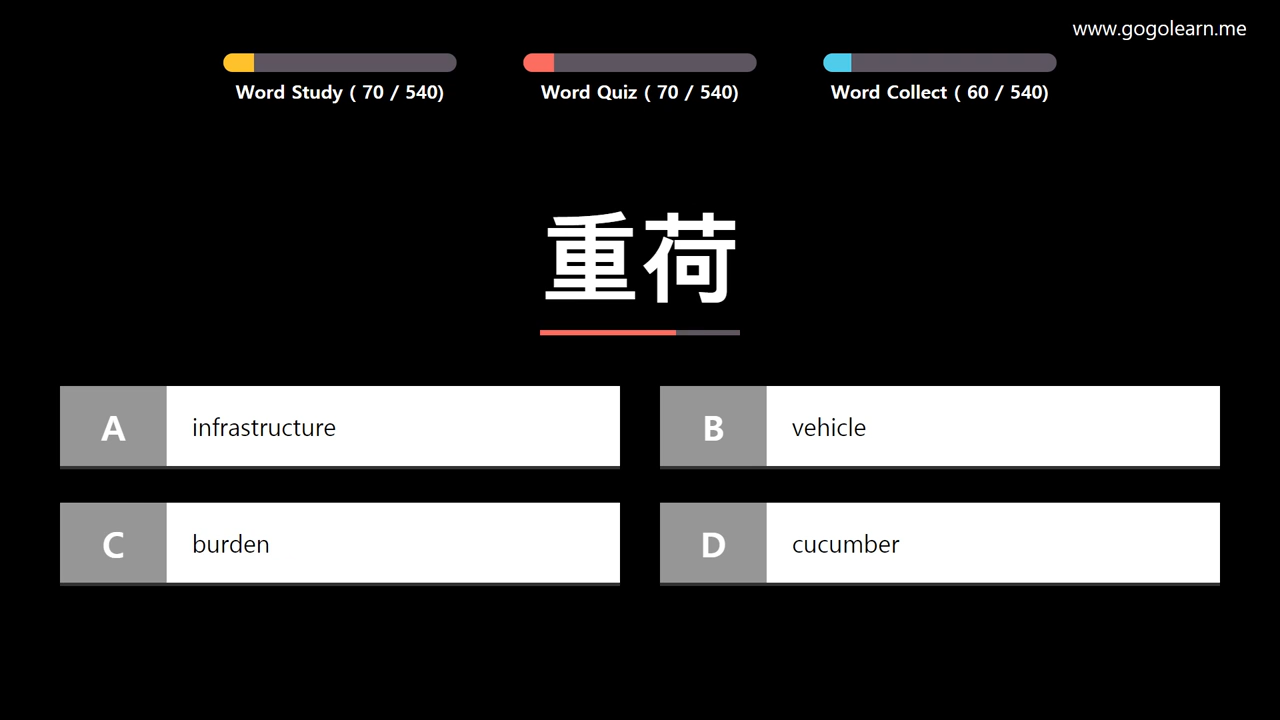 www.gogolearn.me
Word Study ( 70 / 540)
Word Quiz ( 70 / 540)
Word Collect ( 60 / 540)
重荷
A infrastructure
B vehicle
C burden
D cucumber